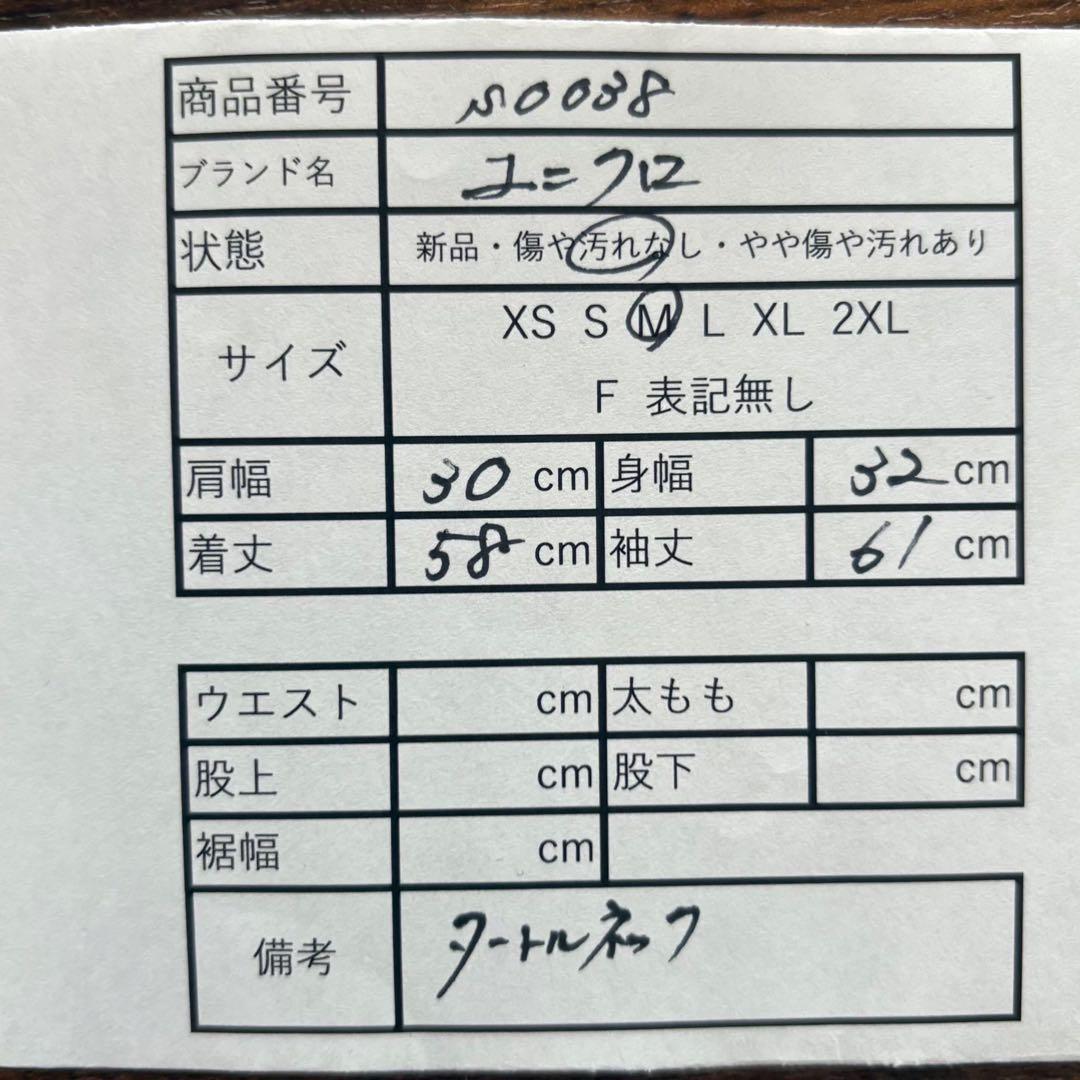 商品番号 S0038
ブランド名 ユニクロ
状態 新品・傷や汚れなし・やや傷や汚れあり
サイズ XS S M L XL 2XL
F 表記無し
肩幅 30 cm 身幅 32 cm
着丈 58 cm 袖丈 61 cm
ウエスト cm 太もも cm
股上 cm 股下 cm
裾幅 cm
備考 タートルネック